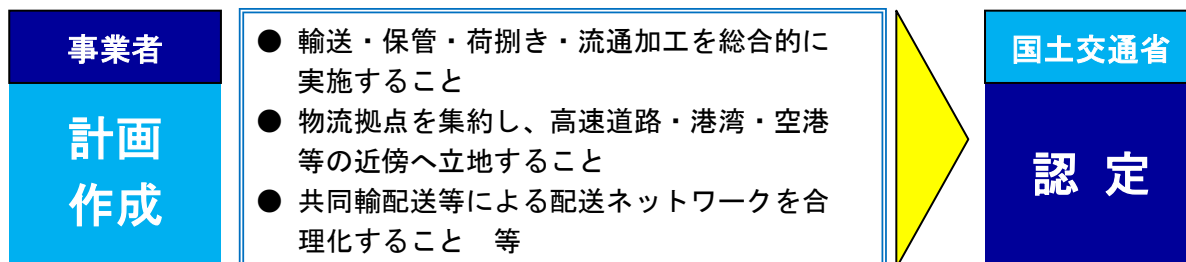 事業者
計画
作成
● 輸送・保管・荷捌き・流通加工を総合的に
実施すること
● 物流拠点を集約し、高速道路・港湾・空港
等の近傍へ立地すること
● 共同輸配送等による配送ネットワークを合
理化すること　等
国土交通省
認 定